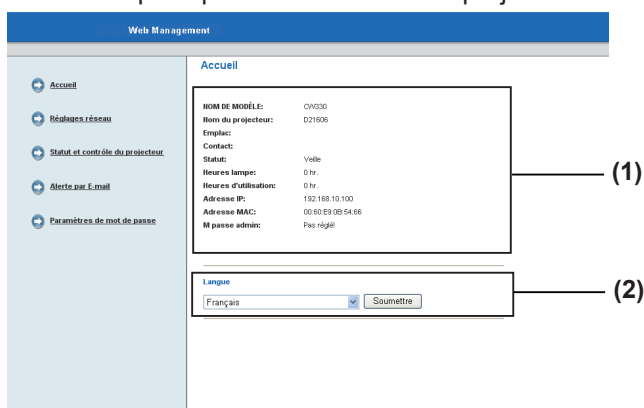 Web Management
Accueil
Accueil
Réglages réseau
Statut et contrôle du projecteur
Alerte par E-mail
Paramètres de mot de passe
NOM DE MODÈLE: CW330
Nom du projecteur: D21606
Emplac:
Contact:
Statut: Veille
Heures lampe: 0 hr.
Heures d'utilisation: 0 hr.
Adresse IP: 192.168.10.100
Adresse MAC: 00:60:E9:0B:54:66
M passe admin: Pas réglé!
(1)
Langue
Français Soumettre
(2)